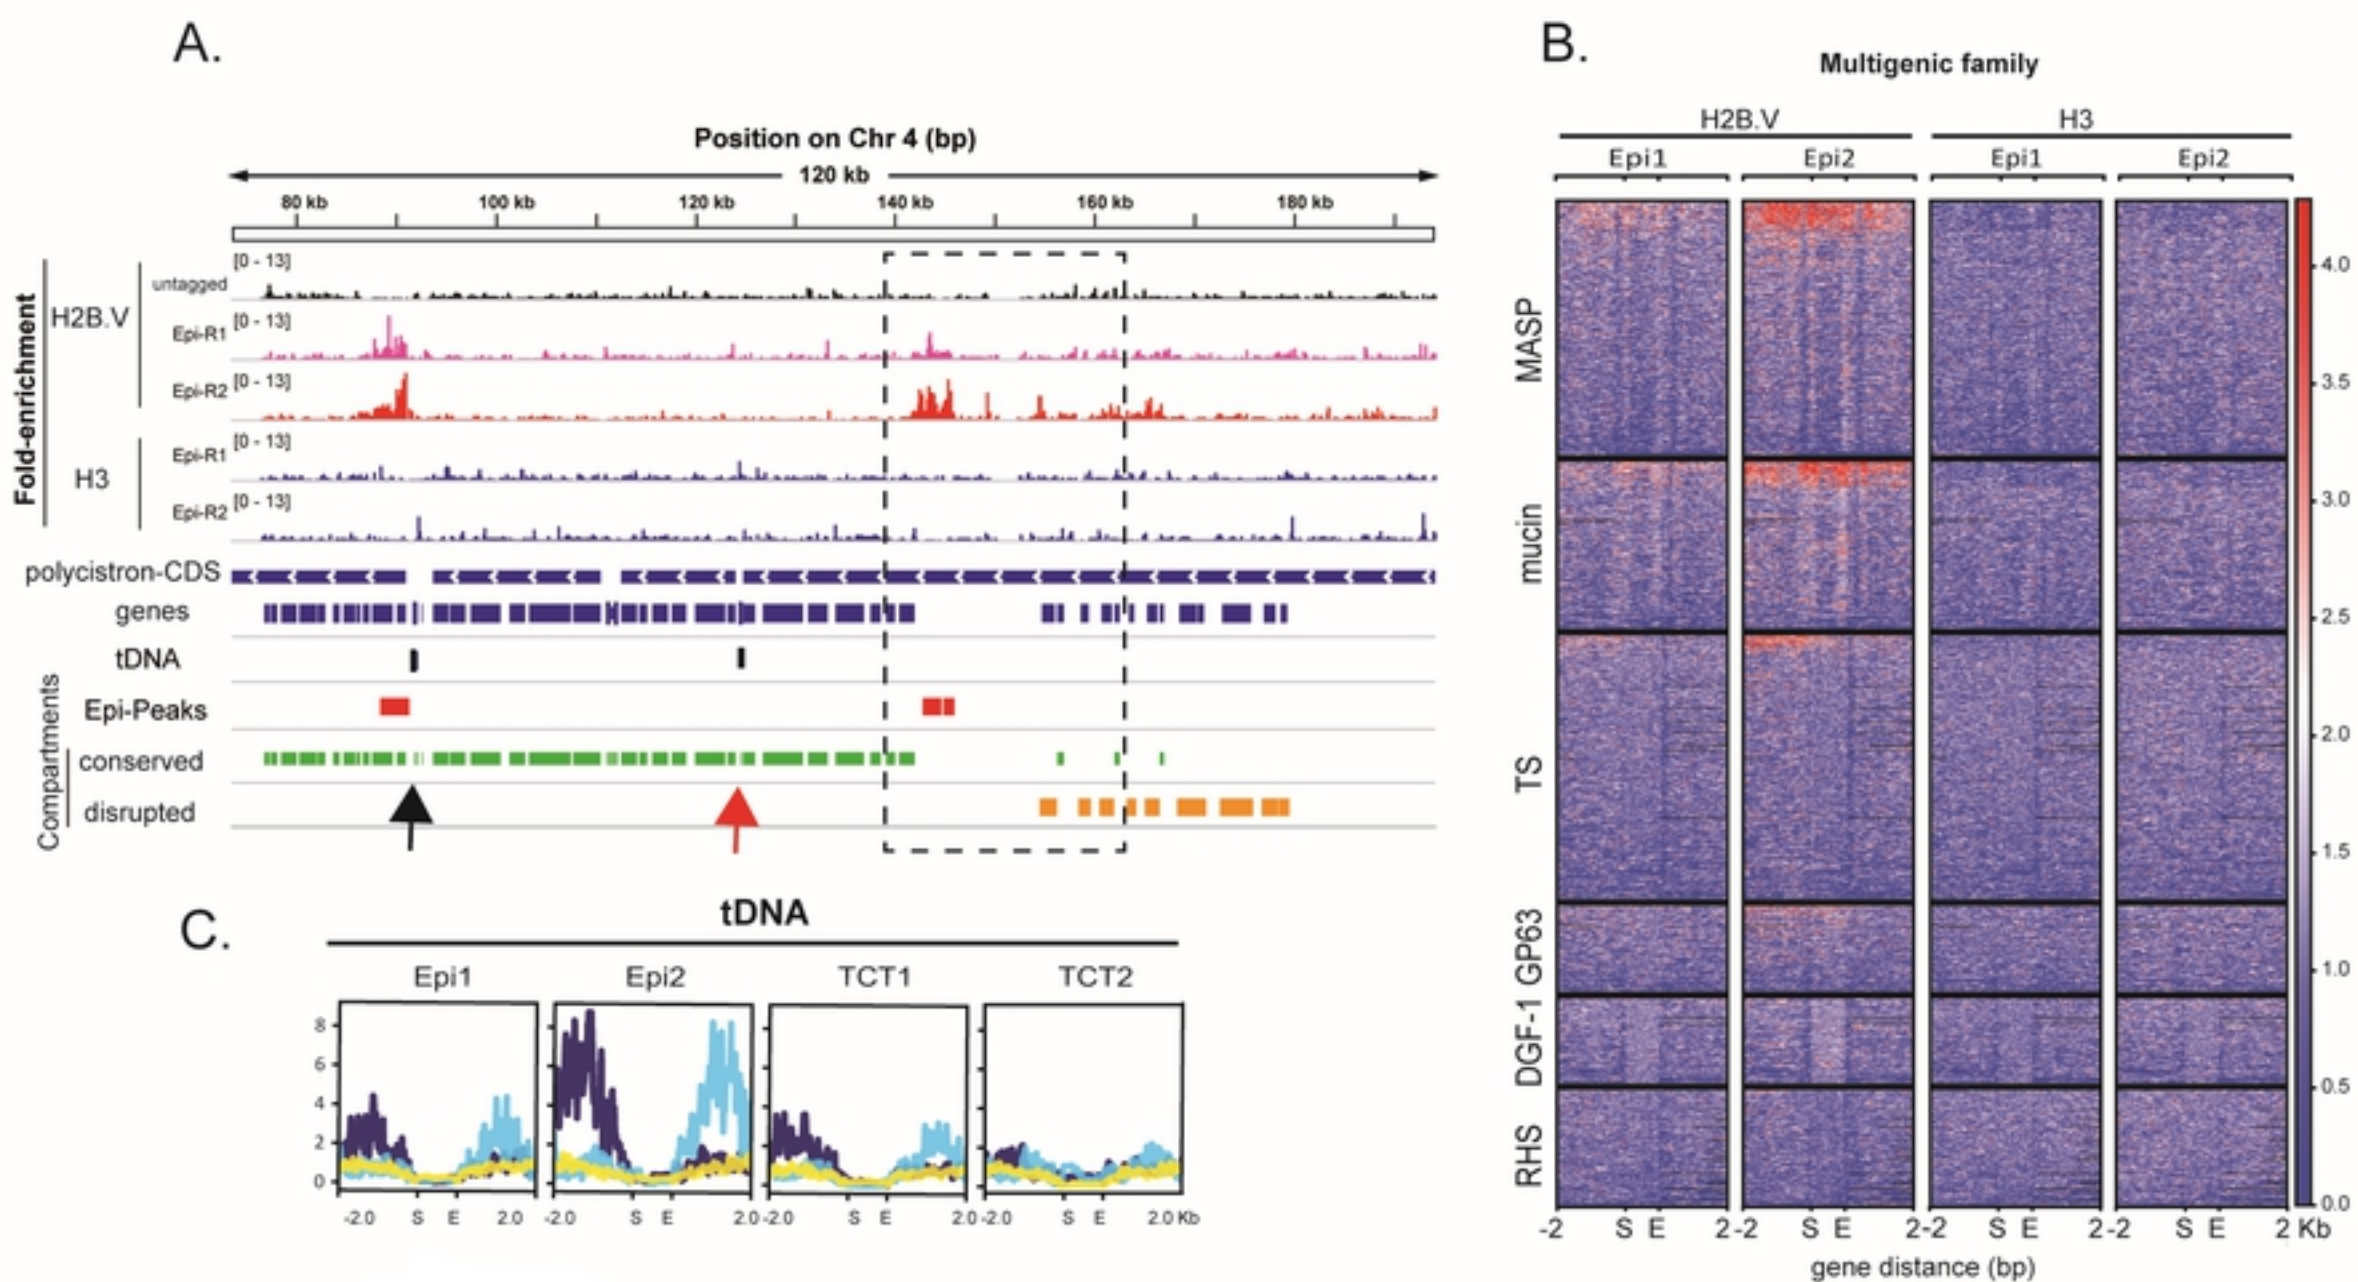 A.
Position on Chr 4 (bp)
120 kb
80 kb 100 kb 120 kb 140 kb 160 kb 180 kb
Fold-enrichment
H2B.V
untagged [0 - 13]
Epi-R1 [0 - 13]
Epi-R2 [0 - 13]
H3
Epi-R1 [0 - 13]
Epi-R2 [0 - 13]
polycistron-CDS
genes
tDNA
Epi-Peaks
Compartments
conserved
disrupted
B.
Multigenic family
H2B.V H3
Epi1 Epi2 Epi1 Epi2
MASP
mucin
TS
GP63
DGF-1
RHS
4.0
3.5
3.0
2.5
2.0
1.5
1.0
0.5
0.0
-2 S E 2 -2 S E 2 -2 S E 2 -2 S E 2 Kb
gene distance (bp)
C.
tDNA
Epi1 Epi2 TCT1 TCT2
8
6
4
2
0
-2.0 S E 2.0 -2.0 S E 2.0 -2.0 S E 2.0 -2.0 S E 2.0 Kb